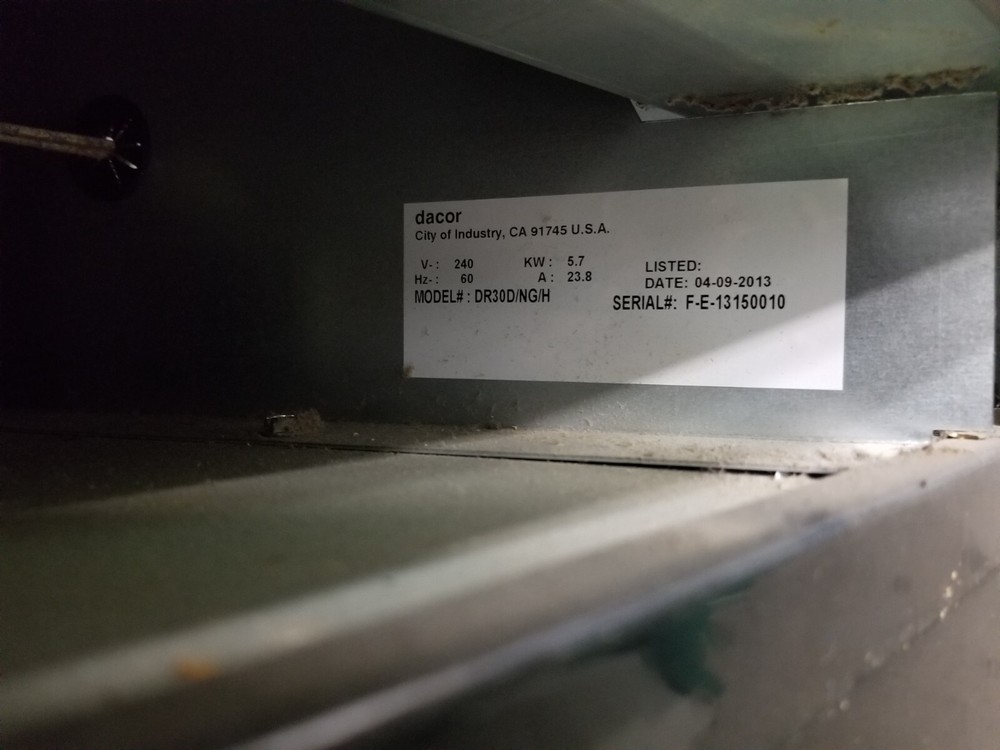 dacor
City of Industry, CA 91745 U.S.A.
V~ : 240 KW : 5.7
Hz~ : 60 A : 23.8
LISTED:
DATE: 04-09-2013
MODEL# : DR30D/NG/H
SERIAL#: F-E-13150010